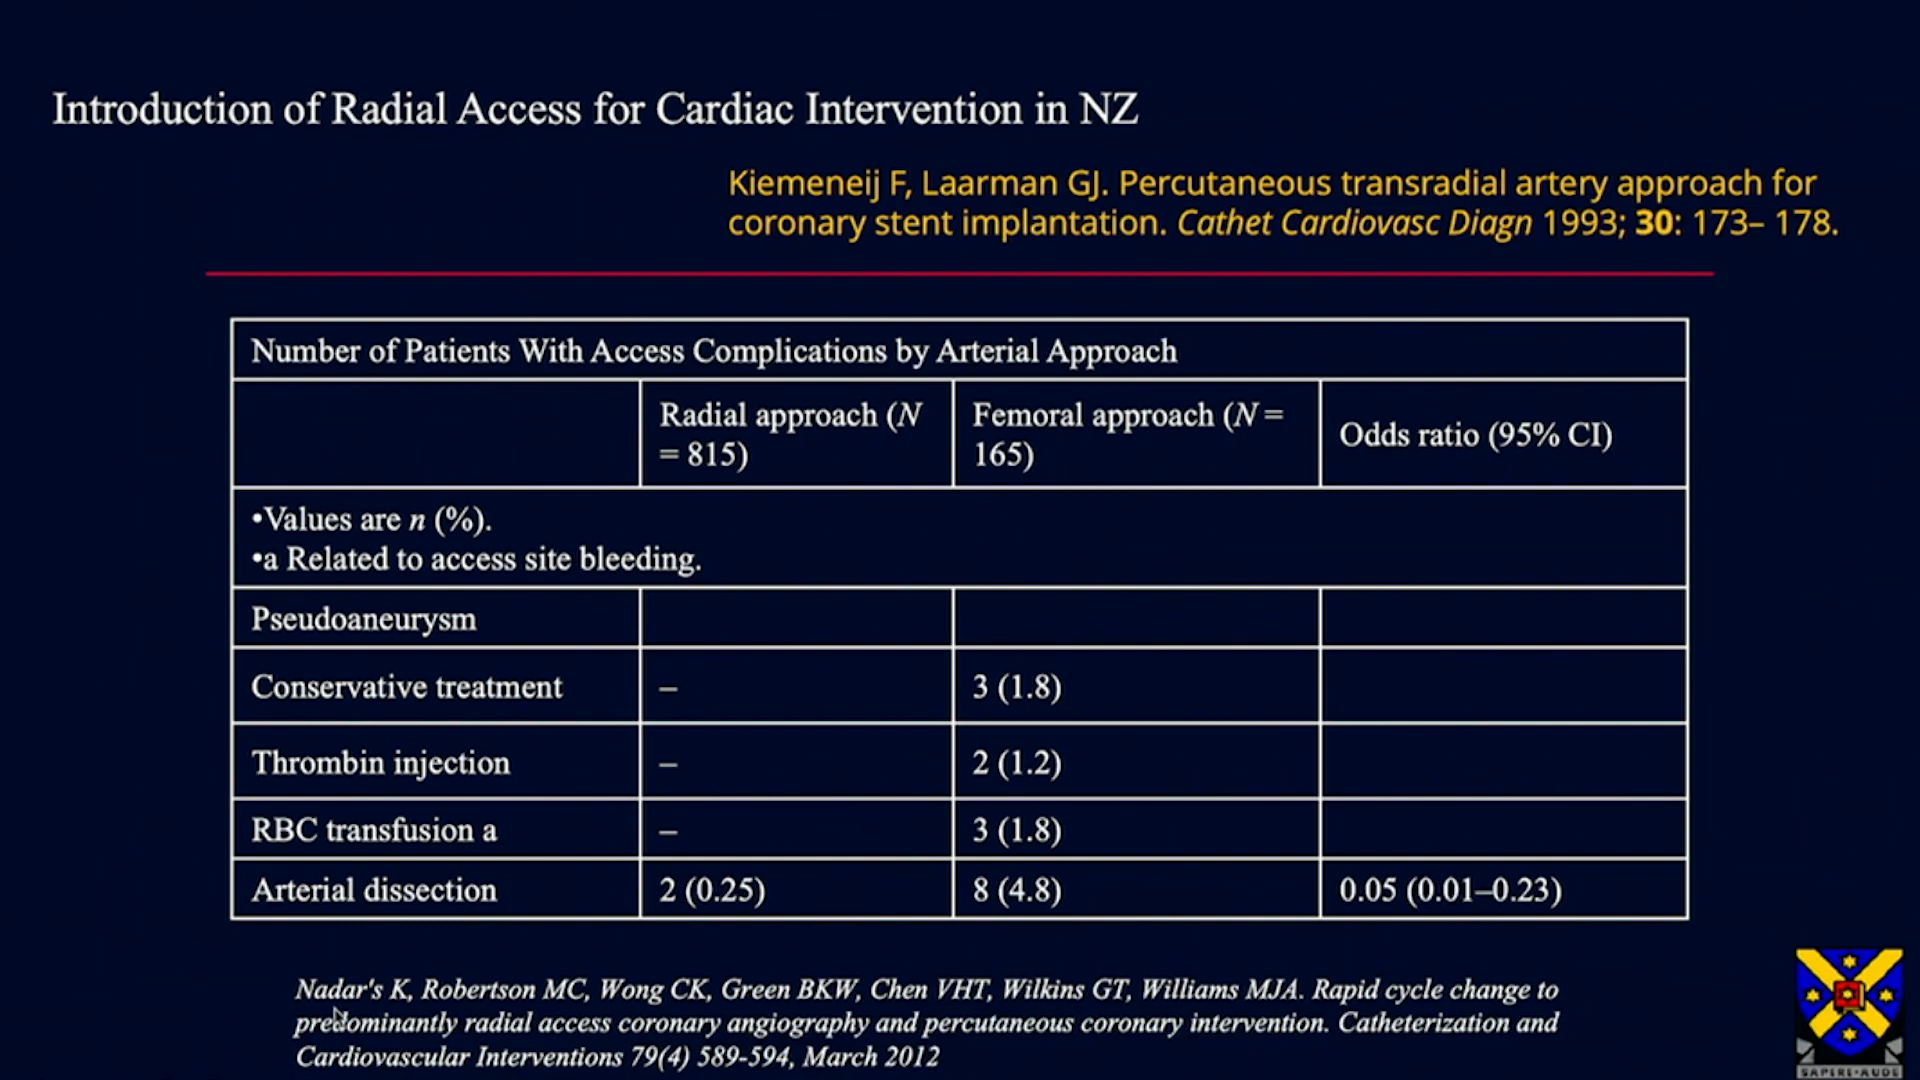 Introduction of Radial Access for Cardiac Intervention in NZ
Kiemeneij F, Laarman GJ. Percutaneous transradial artery approach for
coronary stent implantation. Cathet Cardiovasc Diagn 1993; 30: 173– 178.
Number of Patients With Access Complications by Arterial Approach
Radial approach (N
= 815)
Femoral approach (N =
165)
Odds ratio (95% CI)
•Values are n (%).
•a Related to access site bleeding.
Pseudoaneurysm
Conservative treatment – 3 (1.8)
Thrombin injection – 2 (1.2)
RBC transfusion a – 3 (1.8)
Arterial dissection 2 (0.25) 8 (4.8) 0.05 (0.01–0.23)
Nadar's K, Robertson MC, Wong CK, Green BKW, Chen VHT, Wilkins GT, Williams MJA. Rapid cycle change to
predominantly radial access coronary angiography and percutaneous coronary intervention. Catheterization and
Cardiovascular Interventions 79(4) 589-594, March 2012
SAPERE·AUDE